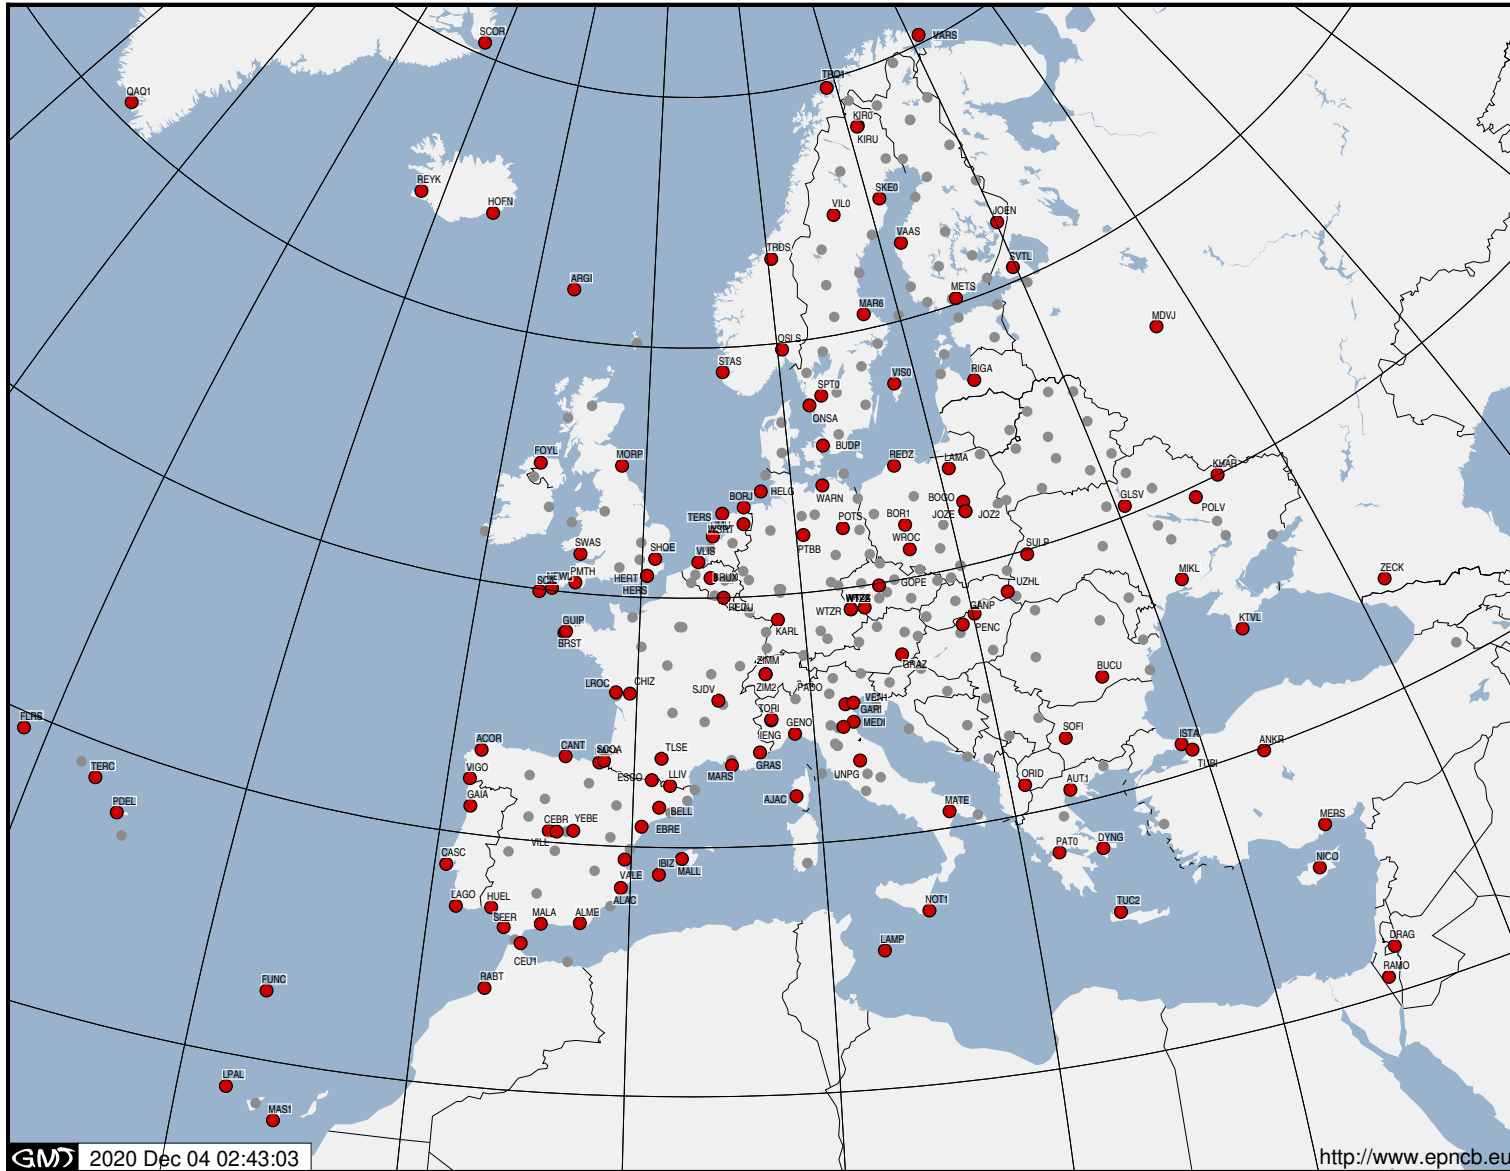 SCOR
VARS
QAQ1
TRO1
KIR0
KIRU
REYK
HOFN
SKE0
VIL0
JOEN
VAAS
TRDS
SVTL
ARGI
METS
MAR6
MDVJ
OSLS
STAS
RIGA
VIS0
SPT0
ONSA
BUDP
FOYL
MORP
REDZ
LAMA
KHAR
HELG
WARN
BORJ
BOGO
GLSV
POLV
TERS
POTS
BOR1
JOZE
JOZ2
WSRT
PTBB
WROC
SWAS
SHOE
VLIS
SULP
PMTH
HERT
HERS
BRUX
GOPE
UZHL
MIKL
ZECK
REDU
WTZR
GANP
PENC
GUIP
BRST
KARL
KTVL
GRAZ
ZIMM
ZIM2
BUCU
LROC
CHIZ
SJDV
PADO
VEN1
GARI
TORI
IENG
GENO
MEDI
FLRS
ACOR
SOFI
ISTA
TUBI
ANKR
CANT
SCOA
TLSE
TERC
VIGO
ESCO
LLIV
MARS
GRAS
UNPG
ORID
AUT1
GAIA
PDEL
AJAC
BELL
MATE
CEBR
YEBE
VILL
EBRE
MERS
PAT0
DYNG
CASC
IBIZ
MALL
NICO
VALE
ALAC
LAGO
HUEL
NOT1
TUC2
SFER
MALA
ALME
CEU1
LAMP
DRAG
RABT
RAMO
FUNC
LPAL
MAS1
GMT 2020 Dec 04 02:43:03
http://www.epncb.eu